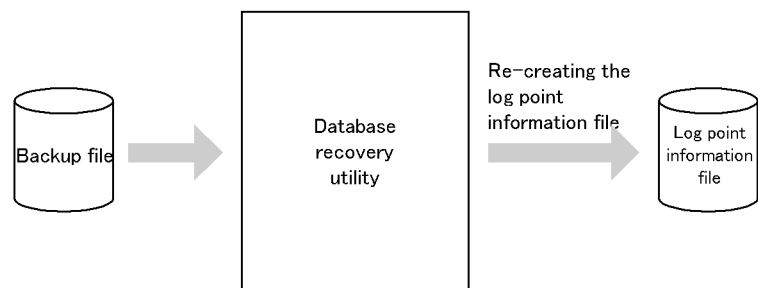 Backup file
Database
recovery
utility
Re-creating the
log point
information file
Log point
information
file